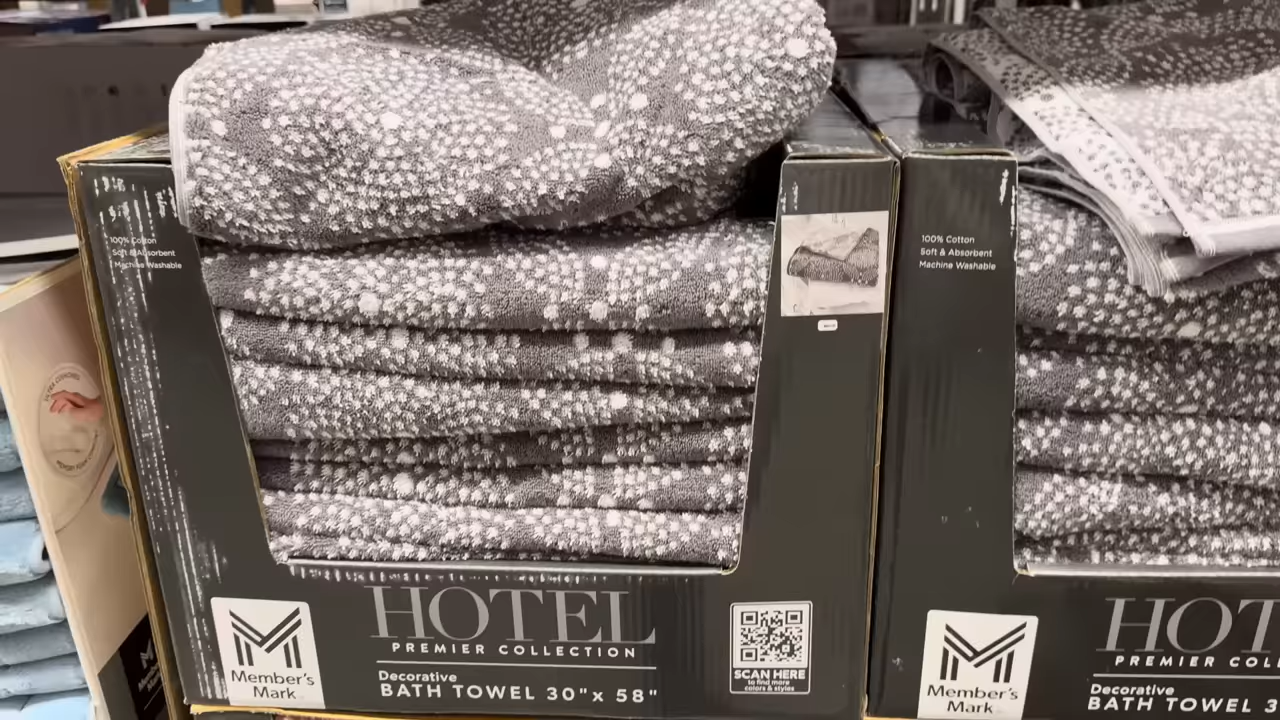 100% Cotton
Soft & Absorbent
Machine Washable
HOTEL
PREMIER COLLECTION
Decorative
BATH TOWEL 30"x 58"
Member's
Mark
SCAN HERE
to find more
colors & styles
100% Cotton
Soft & Absorbent
Machine Washable
HOT
PREMIER COLL
Decorative
BATH TOWEL 3
Member's
Mark